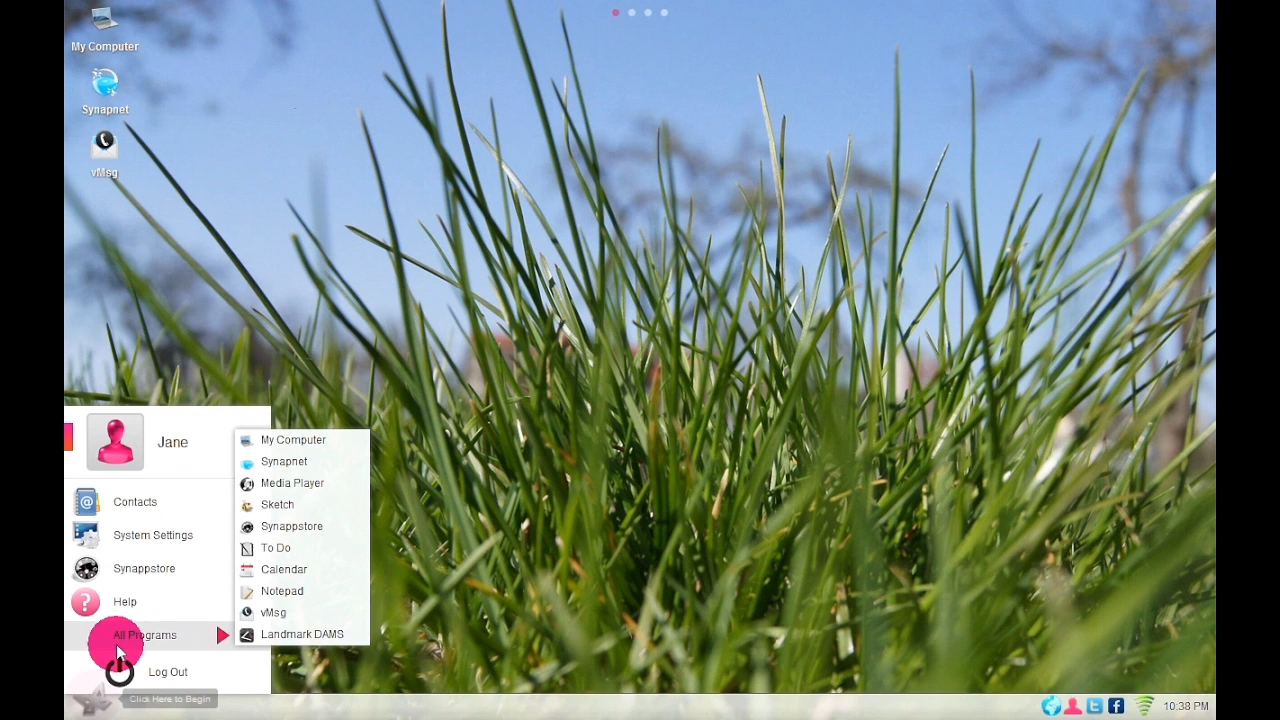 My Computer
Synapnet
vMsg
Jane
Contacts
System Settings
Synappstore
Help
All Programs
Log Out
My Computer
Synapnet
Media Player
Sketch
Synappstore
To Do
Calendar
Notepad
vMsg
Landmark DAMS
Click Here to Begin
10:38 PM